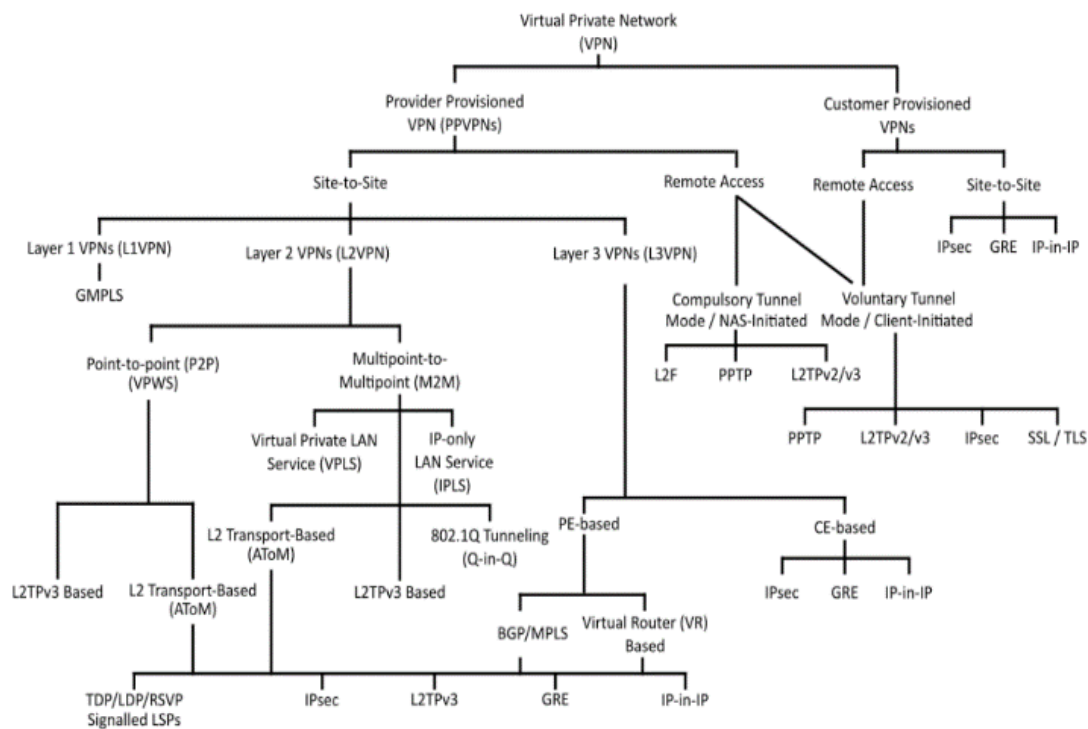 Virtual Private Network
(VPN)
Provider Provisioned
VPN (PPVPNs)
Customer Provisioned
VPNs
Site-to-Site
Remote Access
Remote Access
Site-to-Site
Layer 1 VPNs (L1VPN)
Layer 2 VPNs (L2VPN)
Layer 3 VPNs (L3VPN)
IPsec
GRE
IP-in-IP
GMPLS
Compulsory Tunnel
Mode / NAS-Initiated
Voluntary Tunnel
Mode / Client-Initiated
Point-to-point (P2P)
(VPWS)
Multipoint-to-
Multipoint (M2M)
L2F
PPTP
L2TPv2/v3
Virtual Private LAN
Service (VPLS)
IP-only
LAN Service
(IPLS)
PPTP
L2TPv2/v3
IPsec
SSL / TLS
L2 Transport-Based
(AToM)
802.1Q Tunneling
(Q-in-Q)
PE-based
CE-based
L2TPv3 Based
L2 Transport-Based
(AToM)
L2TPv3 Based
IPsec
GRE
IP-in-IP
BGP/MPLS
Virtual Router (VR)
Based
TDP/LDP/RSVP
Signalled LSPs
IPsec
L2TPv3
GRE
IP-in-IP